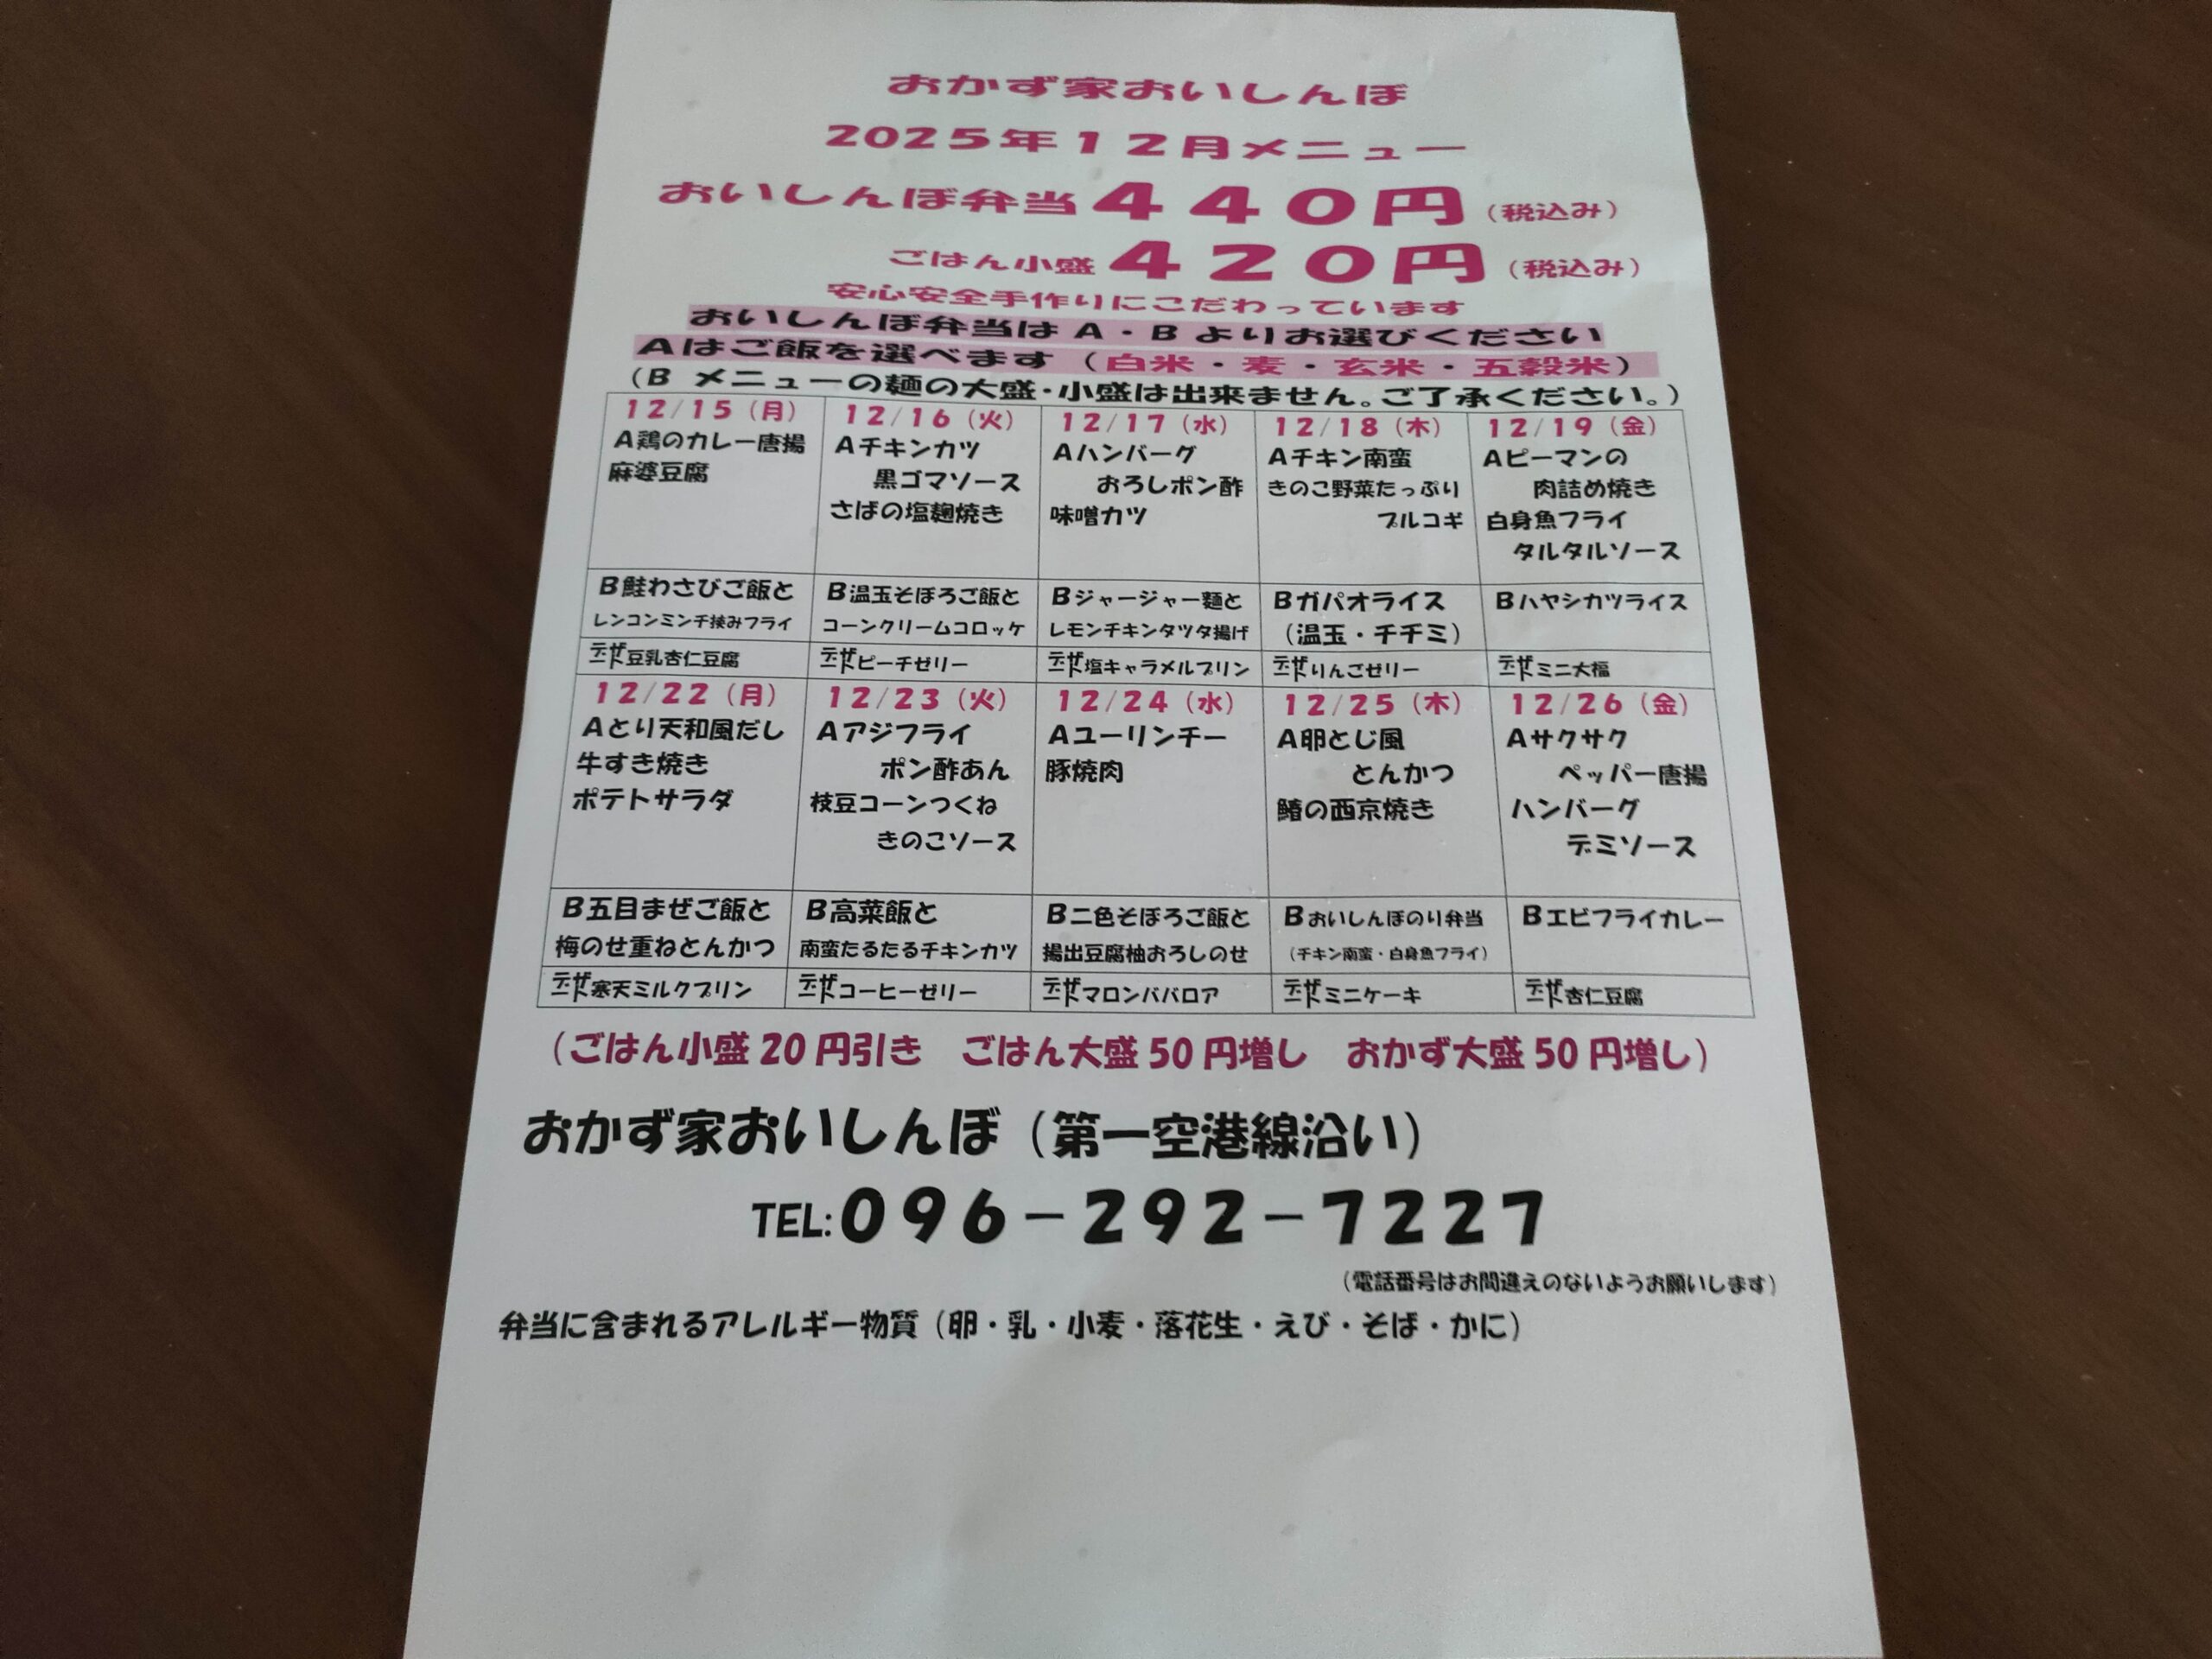 おかず家おいしんぼ
2025年12月メニュー
おいしんぼ弁当440円(税込み)
ごはん小盛420円(税込み)
安心安全手作りにこだわっています
おいしんぼ弁当はA・Bよりお選びください
Aはご飯を選べます(白米・麦・玄米・五穀米)
(Bメニューの麺の大盛・小盛は出来ません。ご了承ください。)
12/15(月)
A鶏のカレー唐揚
麻婆豆腐
B鮭わさびご飯と
レンコンミンチ挟みフライ
デザート豆乳杏仁豆腐
12/16(火)
Aチキンカツ
黒ゴマソース
さばの塩麹焼き
B温玉そぼろご飯と
コーンクリームコロッケ
デザートピーチゼリー
12/17(水)
Aハンバーグ
おろしポン酢
味噌カツ
Bジャージャー麺と
レモンチキンタツタ揚げ
デザート塩キャラメルプリン
12/18(木)
Aチキン南蛮
きのこ野菜たっぷり
プルコギ
Bガパオライス
(温玉・チヂミ)
デザートりんごゼリー
12/19(金)
Aピーマンの
肉詰め焼き
白身魚フライ
タルタルソース
Bハヤシカツライス
デザートミニ大福
12/22(月)
Aとり天和風だし
牛すき焼き
ポテトサラダ
B五目まぜご飯と
梅のせ重ねとんかつ
デザート寒天ミルクプリン
12/23(火)
Aアジフライ
ポン酢あん
枝豆コーンつくね
きのこソース
B高菜飯と
南蛮たるたるチキンカツ
デザートコーヒーゼリー
12/24(水)
Aユーリンチー
豚焼肉
B二色そぼろご飯と
揚出豆腐柚おろしのせ
デザートマロンババロア
12/25(木)
A卵とじ風
とんかつ
鰆の西京焼き
Bおいしんぼのり弁当
(チキン南蛮・白身魚フライ)
デザートミニケーキ
12/26(金)
Aサクサク
ペッパー唐揚
ハンバーグ
デミソース
Bエビフライカレー
デザート杏仁豆腐
(ごはん小盛20円引き ごはん大盛50円増し おかず大盛50円増し)
おかず家おいしんぼ(第一空港線沿い)
TEL:096-292-7227
(電話番号はお間違えのないようお願いします)
弁当に含まれるアレルギー物質(卵・乳・小麦・落花生・えび・そば・かに)